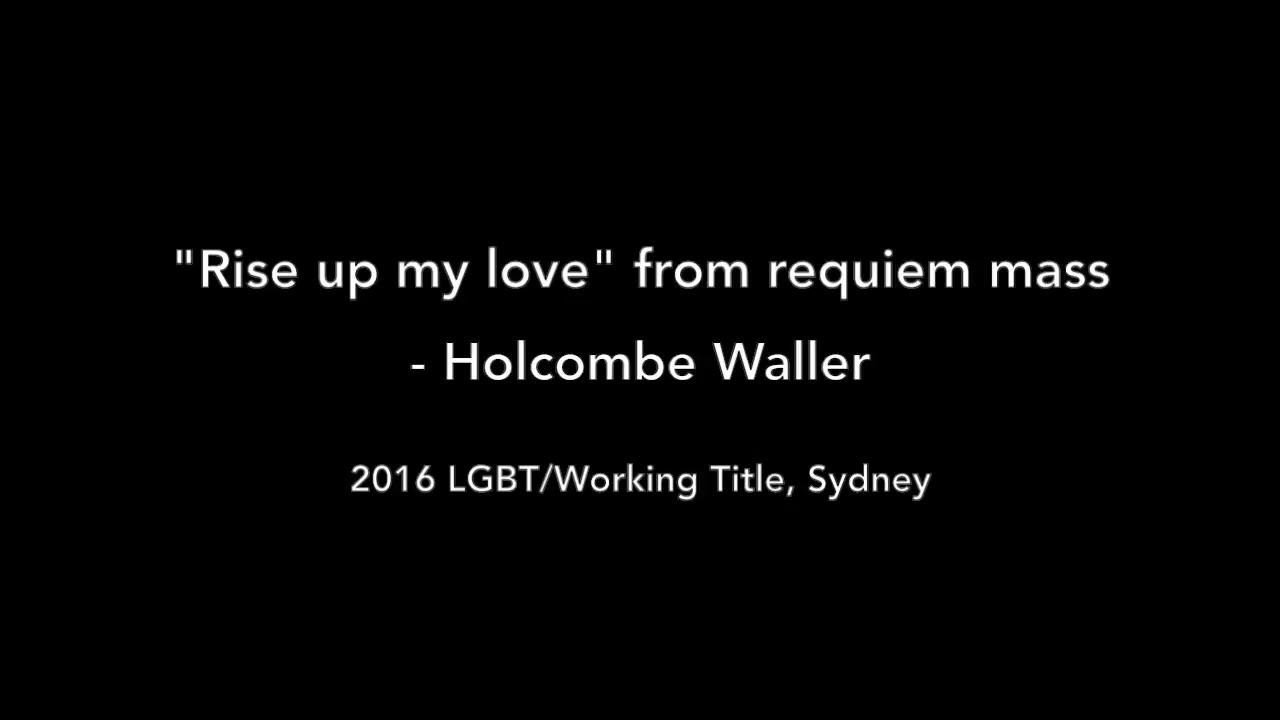 "Rise up my love" from requiem mass
- Holcombe Waller
2016 LGBT/Working Title, Sydney